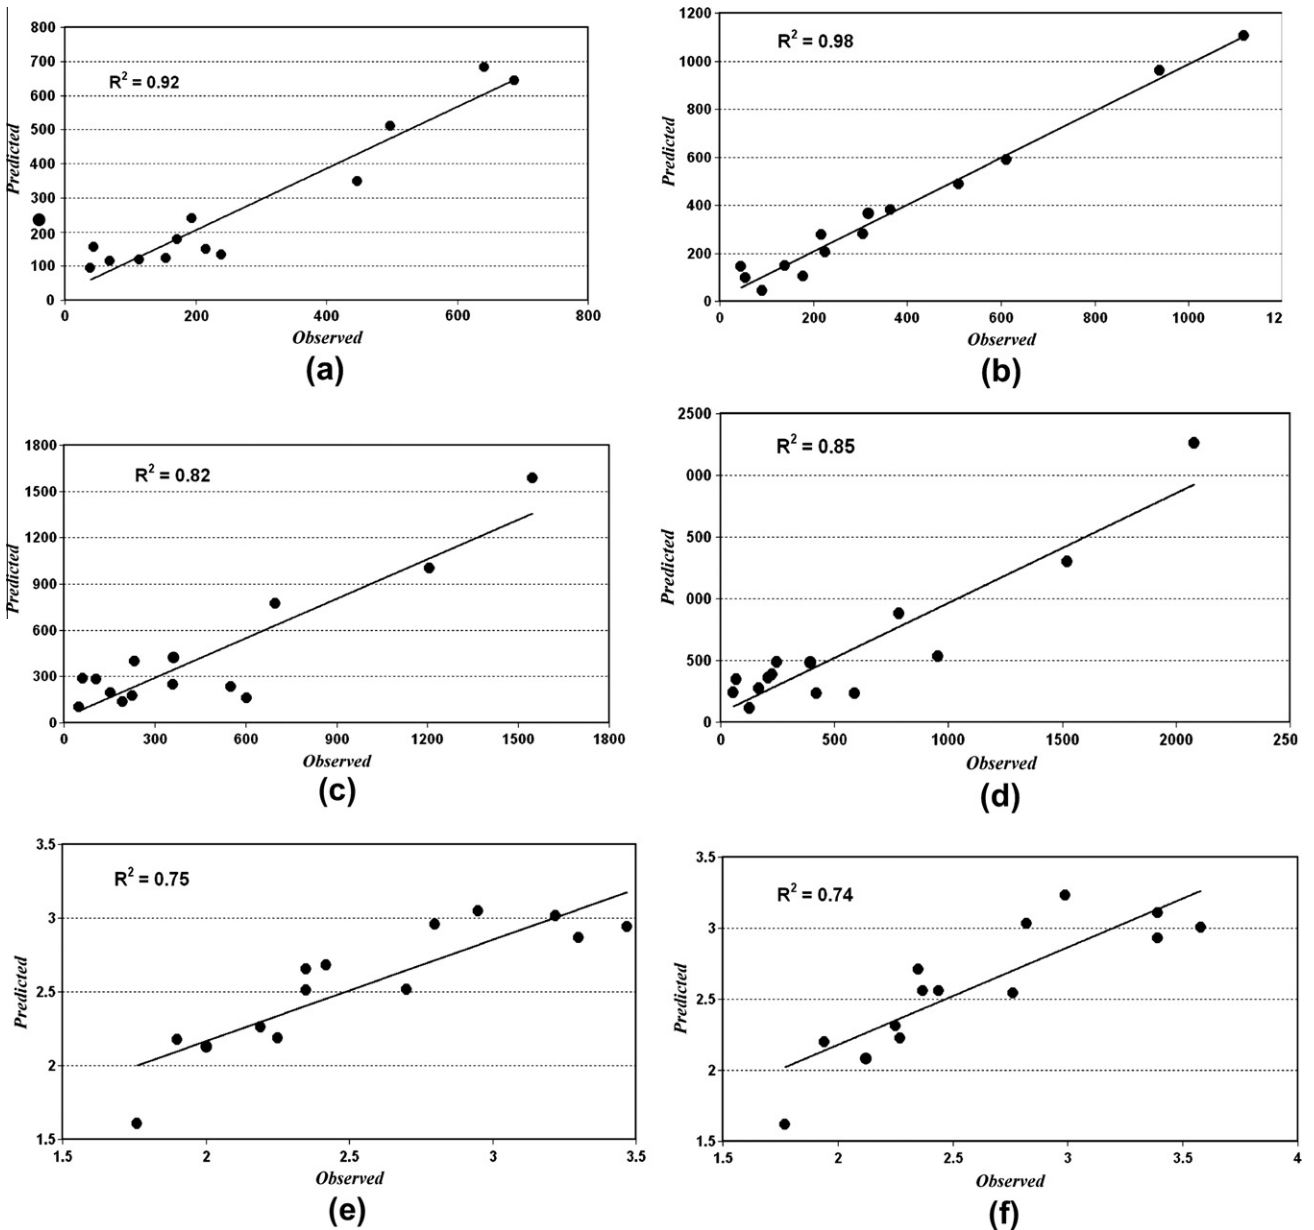 800
700
600
500
400
300
200
100
0
R² = 0.92
Predicted
0 200 400 600 800
Observed
(a)
1200
1000
800
600
400
200
0
R² = 0.98
Predicted
0 200 400 600 800 1000 12
Observed
(b)
1800
1500
1200
900
600
300
0
R² = 0.82
Predicted
0 300 600 900 1200 1500 1800
Observed
(c)
2500
000
500
000
500
0
R² = 0.85
Predicted
0 500 1000 1500 2000 250
Observed
(d)
3.5
3
2.5
2
1.5
R² = 0.75
Predicted
1.5 2 2.5 3 3.5
Observed
(e)
3.5
3
2.5
2
1.5
R² = 0.74
Predicted
1.5 2 2.5 3 3.5 4
Observed
(f)